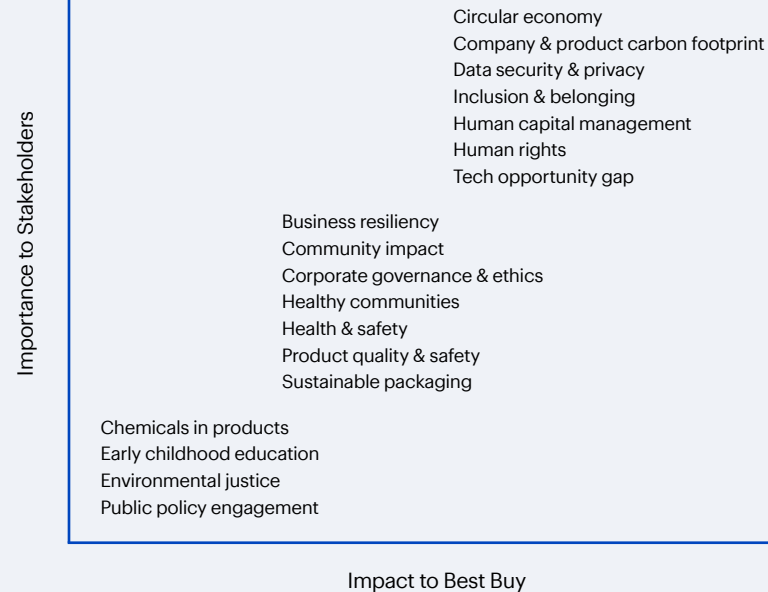 Circular economy
Company & product carbon footprint
Data security & privacy
Inclusion & belonging
Human capital management
Human rights
Tech opportunity gap
Importance to Stakeholders
Business resiliency
Community impact
Corporate governance & ethics
Healthy communities
Health & safety
Product quality & safety
Sustainable packaging
Chemicals in products
Early childhood education
Environmental justice
Public policy engagement
Impact to Best Buy